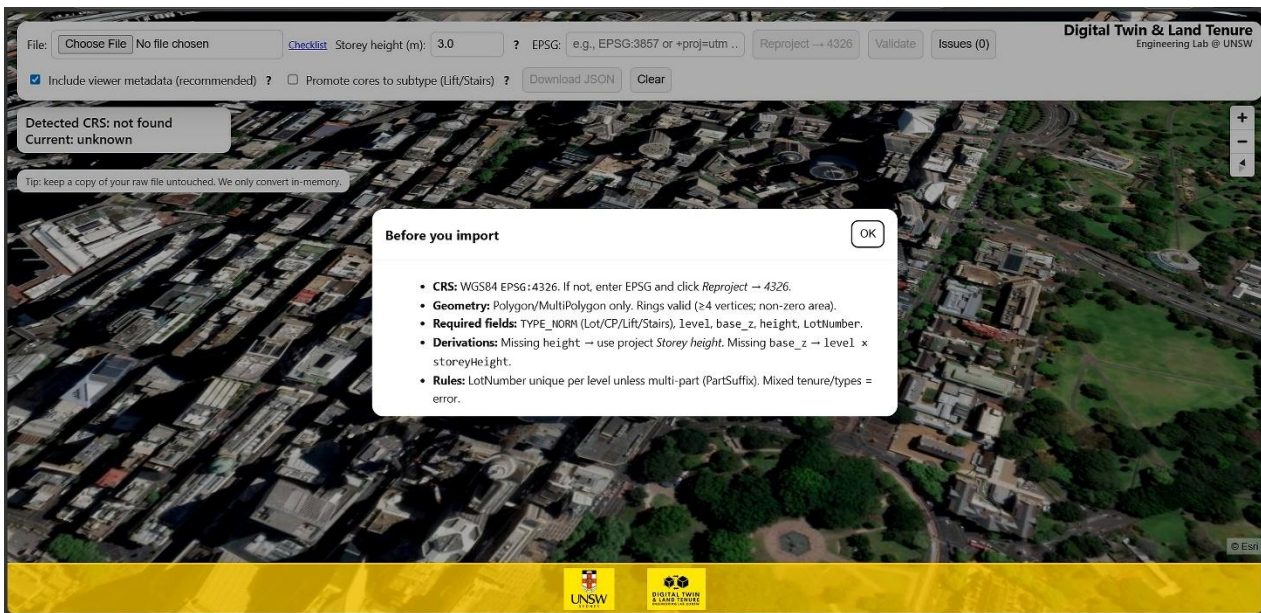 File: Choose File No file chosen Checklist Storey height (m): 3.0 ? EPSG: e.g., EPSG:3857 or +proj=utm .. Reproject → 4326 Validate Issues (0)
Digital Twin & Land Tenure
Engineering Lab @ UNSW
Include viewer metadata (recommended) ? Promote cores to subtype (Lift/Stairs) ? Download JSON Clear
Detected CRS: not found
Current: unknown
+
−
Tip: keep a copy of your raw file untouched. We only convert in-memory.
Before you import
OK
• CRS: WGS84 EPSG:4326. If not, enter EPSG and click Reproject → 4326.
• Geometry: Polygon/MultiPolygon only. Rings valid (≥4 vertices; non-zero area).
• Required fields: TYPE_NORM (Lot/CP/Lift/Stairs), level, base_z, height, LotNumber.
• Derivations: Missing height → use project Storey height. Missing base_z → level ×
storeyHeight.
• Rules: LotNumber unique per level unless multi-part (PartSuffix). Mixed tenure/types =
error.
© Esri
UNSW
SYDNEY
DIGITAL TWIN
& LAND TENURE